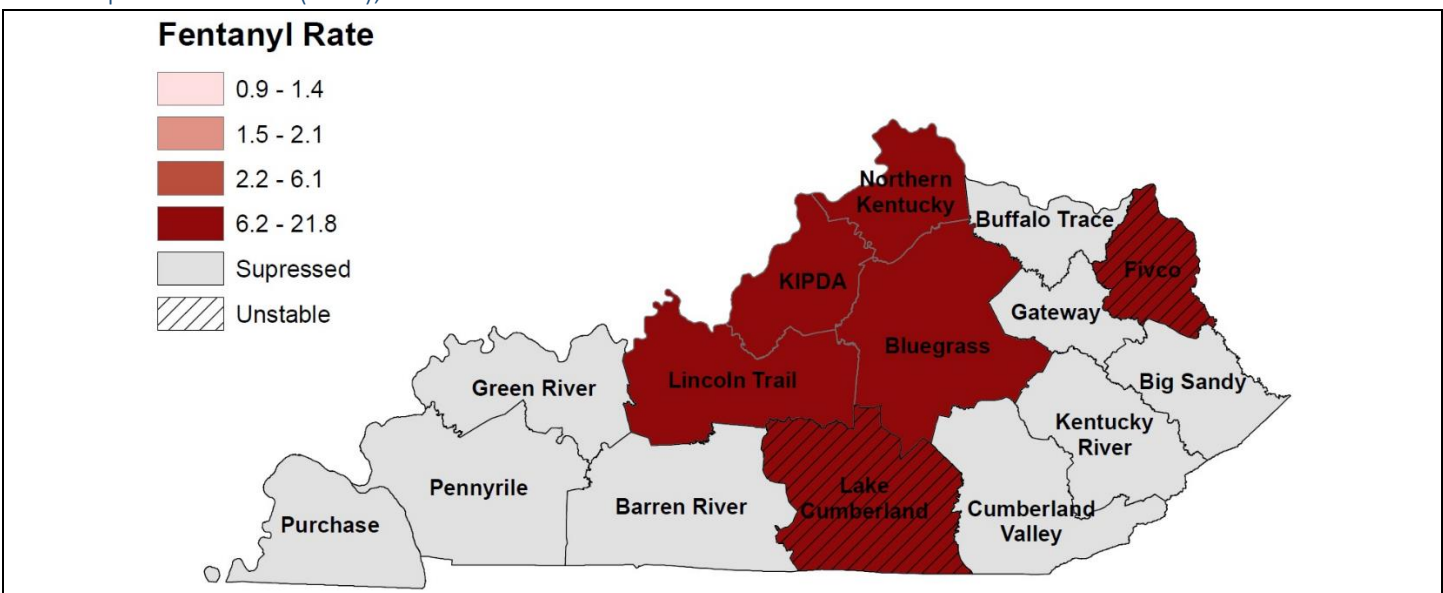 Fentanyl Rate
0.9 - 1.4
1.5 - 2.1
2.2 - 6.1
6.2 - 21.8
Supressed
Unstable
Northern
Kentucky
Buffalo Trace
Fivco
KIPDA
Gateway
Bluegrass
Lincoln Trail
Green River
Big Sandy
Kentucky
River
Pennyrile
Barren River
Lake
Cumberland
Cumberland
Valley
Purchase